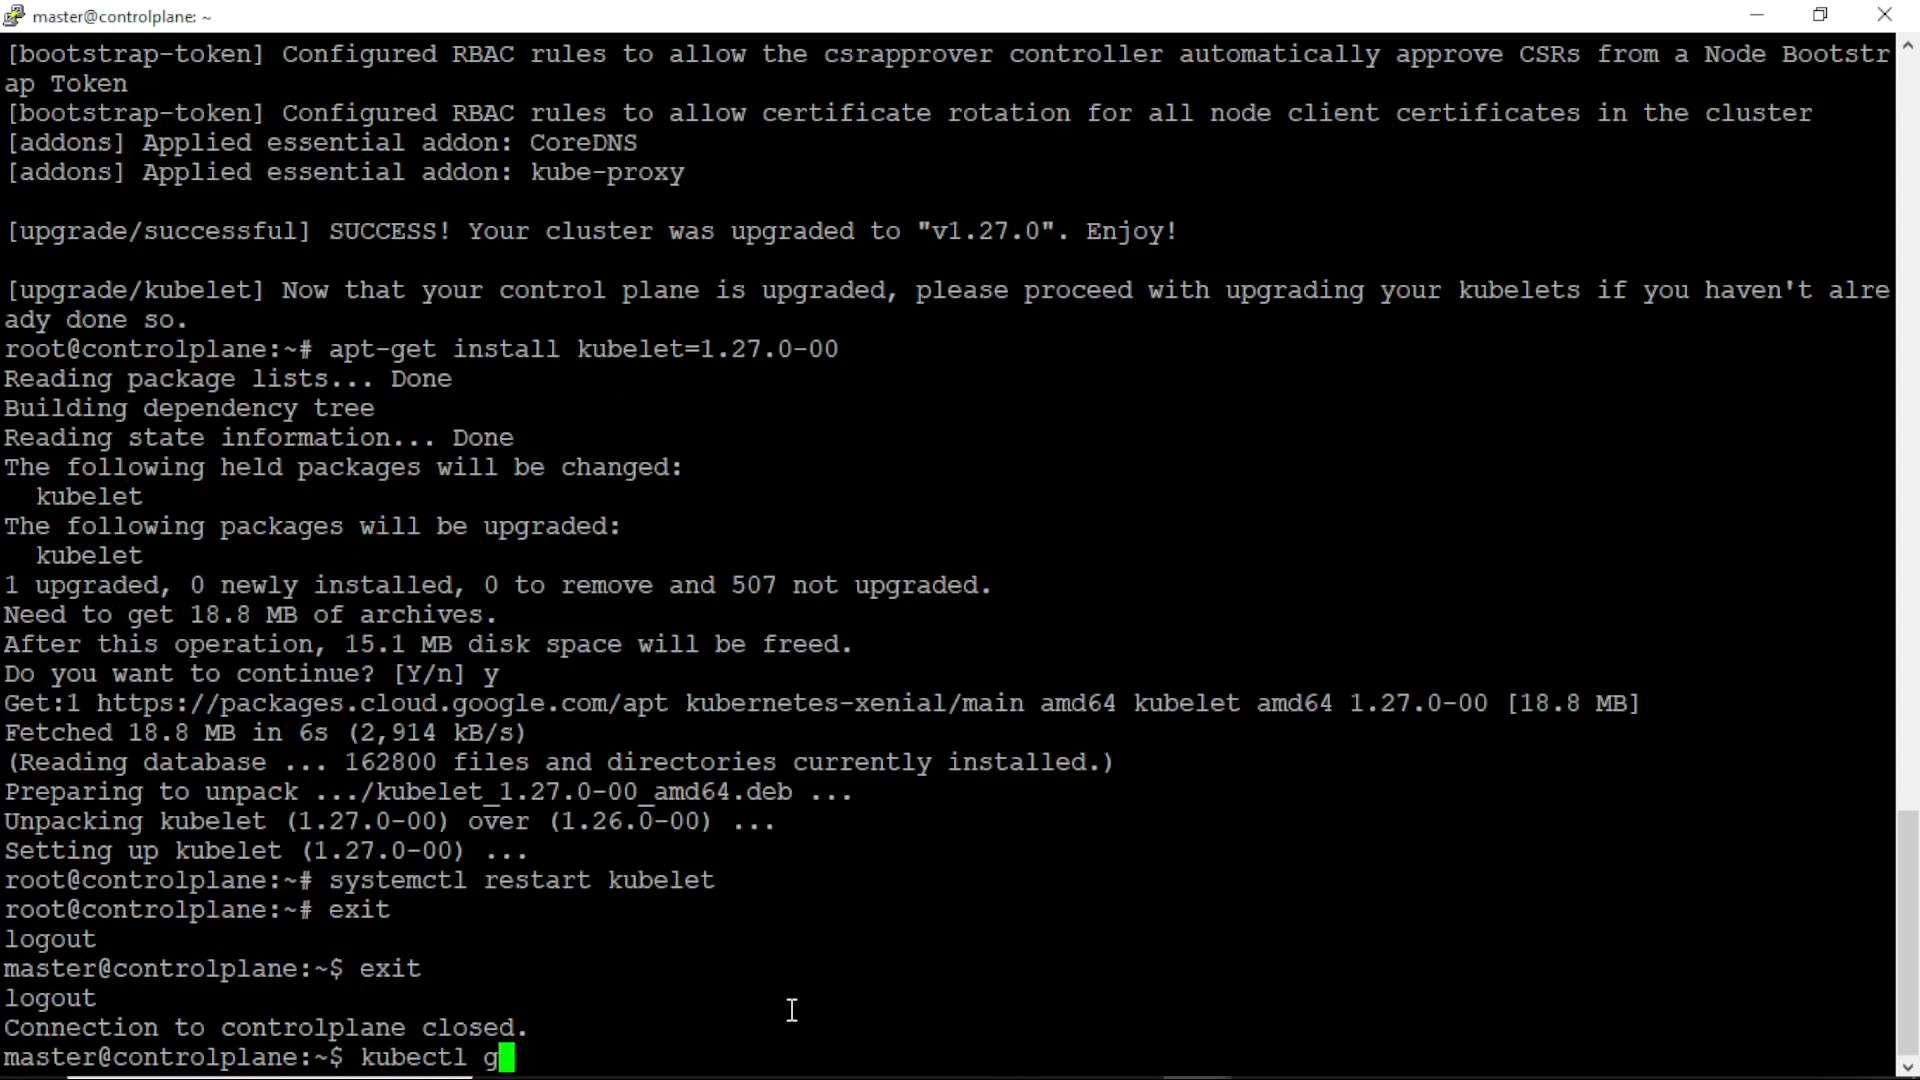 master@controlplane: ~
[bootstrap-token] Configured RBAC rules to allow the csrapprover controller automatically approve CSRs from a Node Bootstr
ap Token
[bootstrap-token] Configured RBAC rules to allow certificate rotation for all node client certificates in the cluster
[addons] Applied essential addon: CoreDNS
[addons] Applied essential addon: kube-proxy
[upgrade/successful] SUCCESS! Your cluster was upgraded to "v1.27.0". Enjoy!
[upgrade/kubelet] Now that your control plane is upgraded, please proceed with upgrading your kubelets if you haven't alre
ady done so.
root@controlplane:~# apt-get install kubelet=1.27.0-00
Reading package lists... Done
Building dependency tree
Reading state information... Done
The following held packages will be changed:
  kubelet
The following packages will be upgraded:
  kubelet
1 upgraded, 0 newly installed, 0 to remove and 507 not upgraded.
Need to get 18.8 MB of archives.
After this operation, 15.1 MB disk space will be freed.
Do you want to continue? [Y/n] y
Get:1 https://packages.cloud.google.com/apt kubernetes-xenial/main amd64 kubelet amd64 1.27.0-00 [18.8 MB]
Fetched 18.8 MB in 6s (2,914 kB/s)
(Reading database ... 162800 files and directories currently installed.)
Preparing to unpack .../kubelet_1.27.0-00_amd64.deb ...
Unpacking kubelet (1.27.0-00) over (1.26.0-00) ...
Setting up kubelet (1.27.0-00) ...
root@controlplane:~# systemctl restart kubelet
root@controlplane:~# exit
logout
master@controlplane:~$ exit
logout
Connection to controlplane closed.
master@controlplane:~$ kubectl g